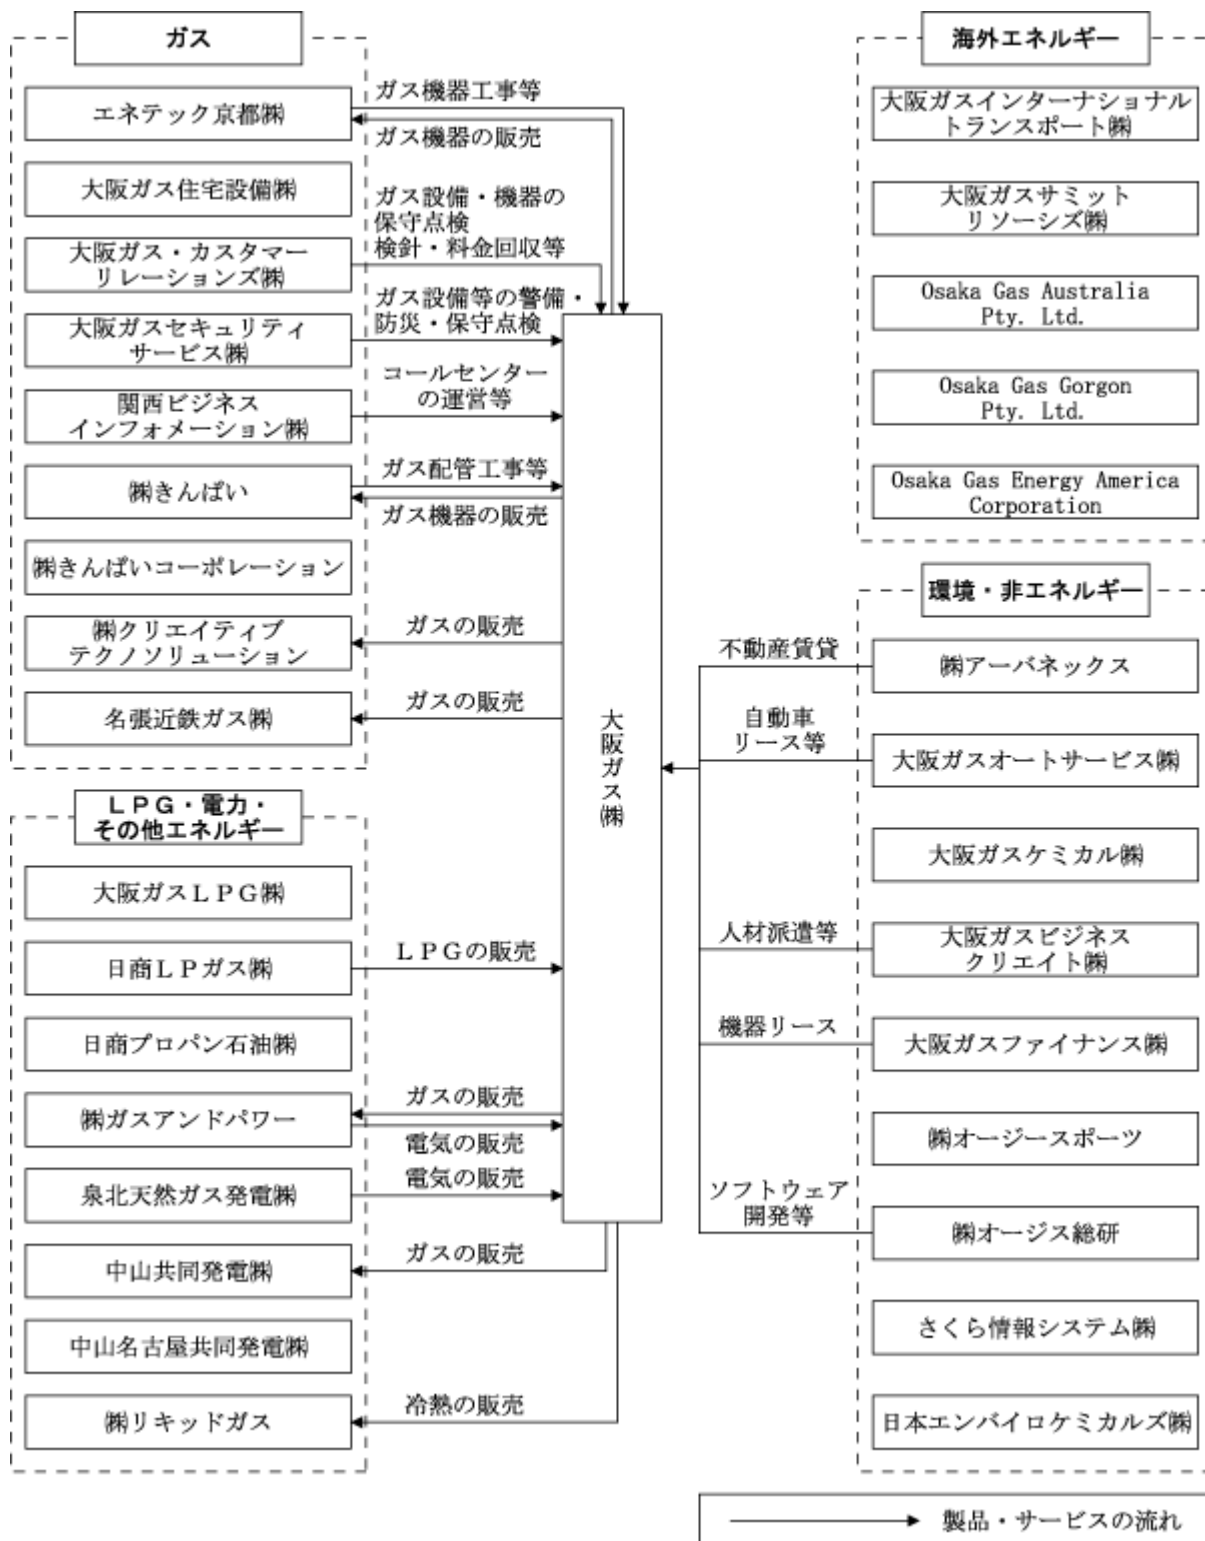 ガス
エネテック京都㈱
大阪ガス住宅設備㈱
大阪ガス・カスタマー
リレーションズ㈱
大阪ガスセキュリティ
サービス㈱
関西ビジネス
インフォメーション㈱
㈱きんぱい
㈱きんぱいコーポレーション
㈱クリエイティブ
テクノソリューション
名張近鉄ガス㈱
ガス機器工事等
ガス機器の販売
ガス設備・機器の
保守点検
検針・料金回収等
ガス設備等の警備・
防災・保守点検
コールセンター
の運営等
ガス配管工事等
ガス機器の販売
ガスの販売
ガスの販売
ＬＰＧ・電力・
その他エネルギー
大阪ガスＬＰＧ㈱
日商ＬＰガス㈱
日商プロパン石油㈱
㈱ガスアンドパワー
泉北天然ガス発電㈱
中山共同発電㈱
中山名古屋共同発電㈱
㈱リキッドガス
ＬＰＧの販売
ガスの販売
電気の販売
電気の販売
ガスの販売
冷熱の販売
大阪ガス㈱
海外エネルギー
大阪ガスインターナショナル
トランスポート㈱
大阪ガスサミット
リソーシズ㈱
Osaka Gas Australia
Pty. Ltd.
Osaka Gas Gorgon
Pty. Ltd.
Osaka Gas Energy America
Corporation
環境・非エネルギー
不動産賃貸
㈱アーバネックス
自動車
リース等
大阪ガスオートサービス㈱
大阪ガスケミカル㈱
人材派遣等
大阪ガスビジネス
クリエイト㈱
機器リース
大阪ガスファイナンス㈱
㈱オージースポーツ
ソフトウェア
開発等
㈱オージス総研
さくら情報システム㈱
日本エンバイロケミカルズ㈱
製品・サービスの流れ